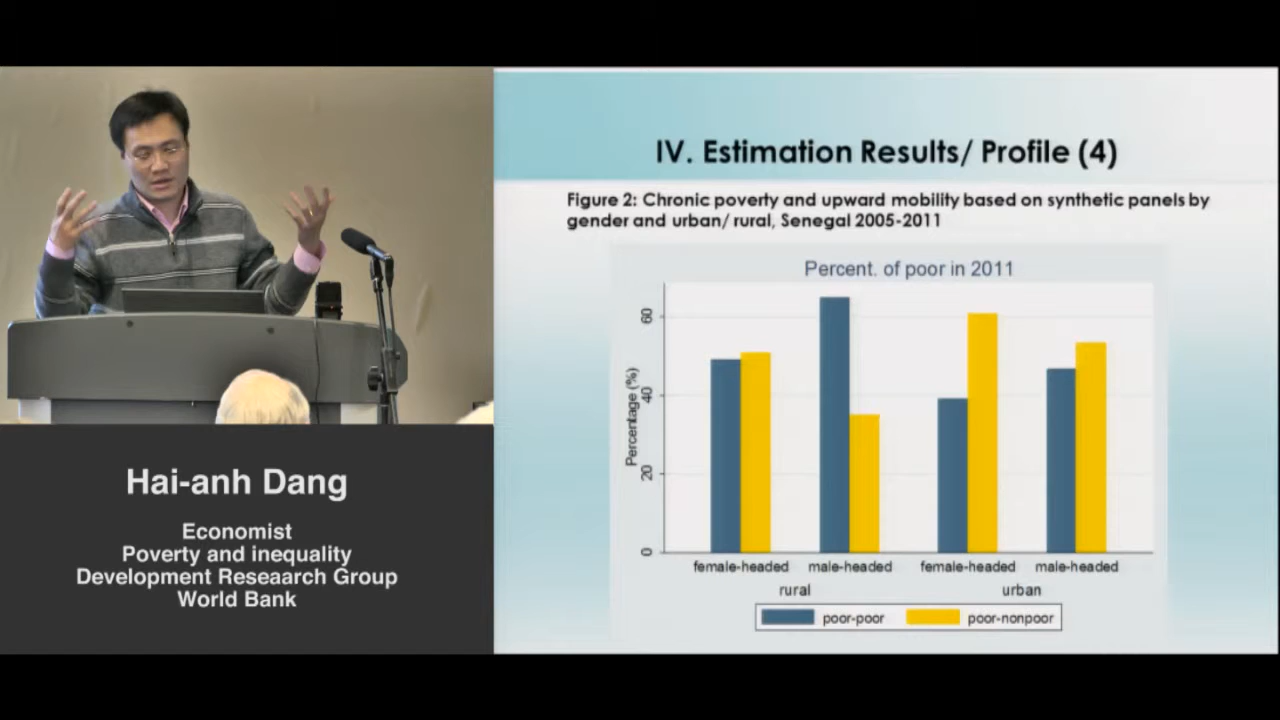 IV. Estimation Results/ Profile (4)
Figure 2: Chronic poverty and upward mobility based on synthetic panels by
gender and urban/ rural, Senegal 2005-2011
Percent. of poor in 2011
Percentage (%)
60
40
20
0
female-headed male-headed female-headed male-headed
rural urban
poor-poor poor-nonpoor
Hai-anh Dang
Economist
Poverty and inequality
Development Reseaarch Group
World Bank